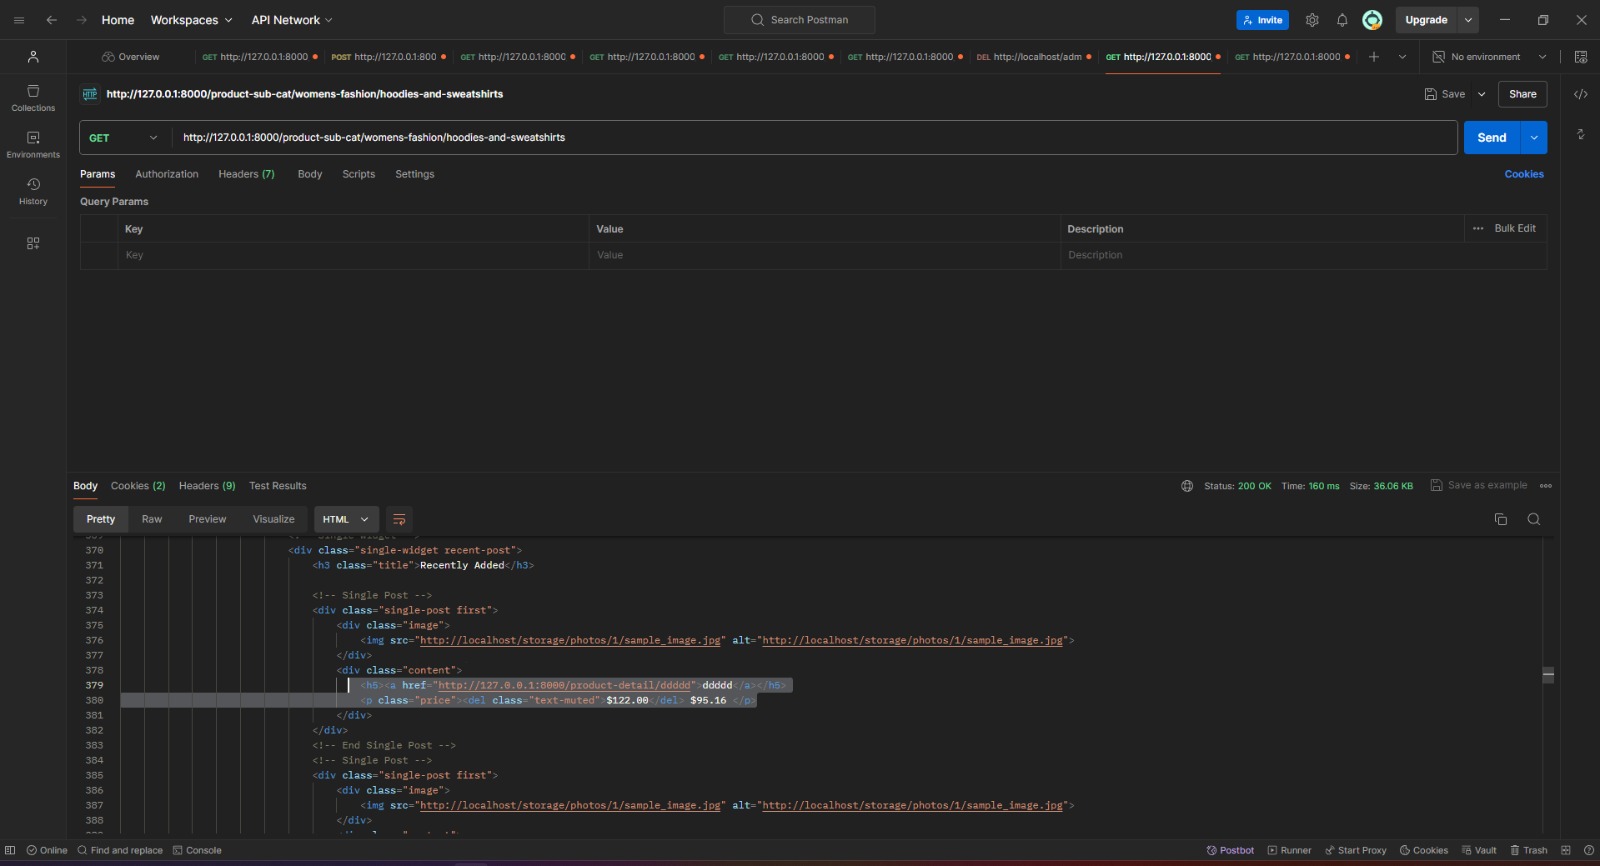 Home Workspaces API Network Search Postman Invite Upgrade
Overview GET http://127.0.0.1:8000 POST http://127.0.0.1:800 GET http://127.0.0.1:8000 GET http://127.0.0.1:8000 GET http://127.0.0.1:8000 GET http://127.0.0.1:8000 DEL http://localhost/adm GET http://127.0.0.1:8000 GET http://127.0.0.1:8000 No environment
Collections
Environments
History
HTTP http://127.0.0.1:8000/product-sub-cat/womens-fashion/hoodies-and-sweatshirts Save Share
GET http://127.0.0.1:8000/product-sub-cat/womens-fashion/hoodies-and-sweatshirts Send
Params Authorization Headers (7) Body Scripts Settings Cookies
Query Params
Key Value Description Bulk Edit
Key Value Description
Body Cookies (2) Headers (9) Test Results Status: 200 OK Time: 160 ms Size: 36.06 KB Save as example
Pretty Raw Preview Visualize HTML
370 <div class="single-widget recent-post">
371 <h3 class="title">Recently Added</h3>
372
373 <!-- Single Post -->
374 <div class="single-post first">
375 <div class="image">
376 <img src="http://localhost/storage/photos/1/sample_image.jpg" alt="http://localhost/storage/photos/1/sample_image.jpg">
377 </div>
378 <div class="content">
379 <h5><a href="http://127.0.0.1:8000/product-detail/ddddd">ddddd</a></h5>
380 <p class="price"><del class="text-muted">$122.00</del> $95.16 </p>
381 </div>
382 </div>
383 <!-- End Single Post -->
384 <!-- Single Post -->
385 <div class="single-post first">
386 <div class="image">
387 <img src="http://localhost/storage/photos/1/sample_image.jpg" alt="http://localhost/storage/photos/1/sample_image.jpg">
388 </div>
Online Find and replace Console Postbot Runner Start Proxy Cookies Vault Trash